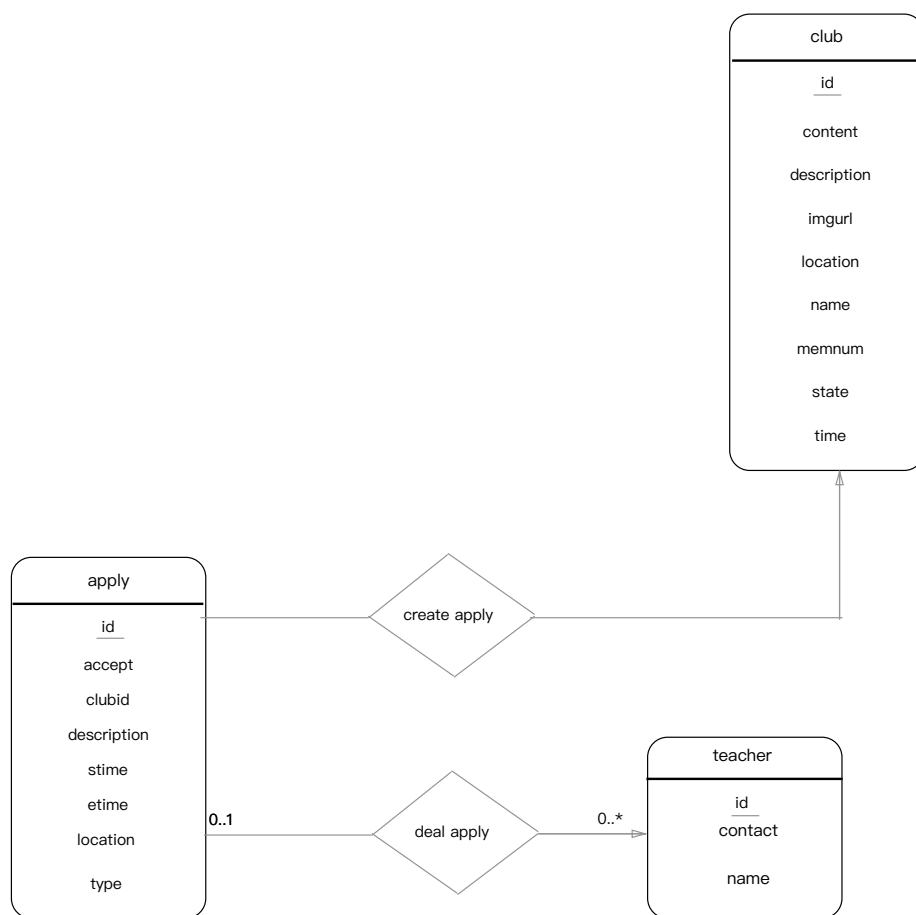 club
id
content
description
imgurl
location
name
memnum
state
time
apply
id
accept
clubid
description
stime
etime
location
type
create apply
0..1
deal apply
0..*
teacher
id
contact
name